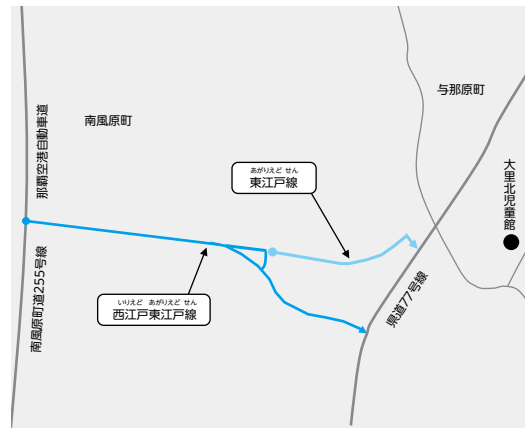 与那原町
南風原町
那覇空港自動車道
大里北児童館
あがりえど せん
東江戸線
いりえど あがりえど せん
西江戸東江戸線
南風原町道255号線
県道77号線